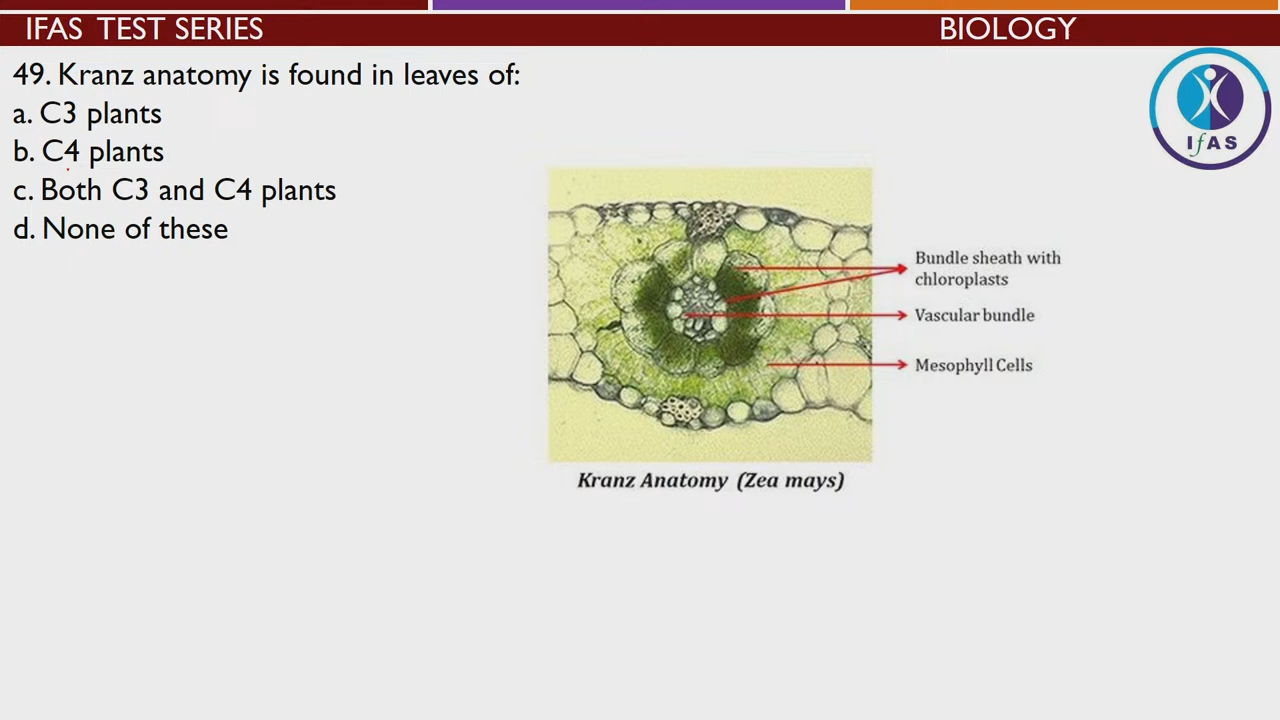 IFAS TEST SERIES
BIOLOGY
49. Kranz anatomy is found in leaves of:
a. C3 plants
b. C4 plants
c. Both C3 and C4 plants
d. None of these
IfAS
Bundle sheath with
chloroplasts
Vascular bundle
Mesophyll Cells
Kranz Anatomy (Zea mays)